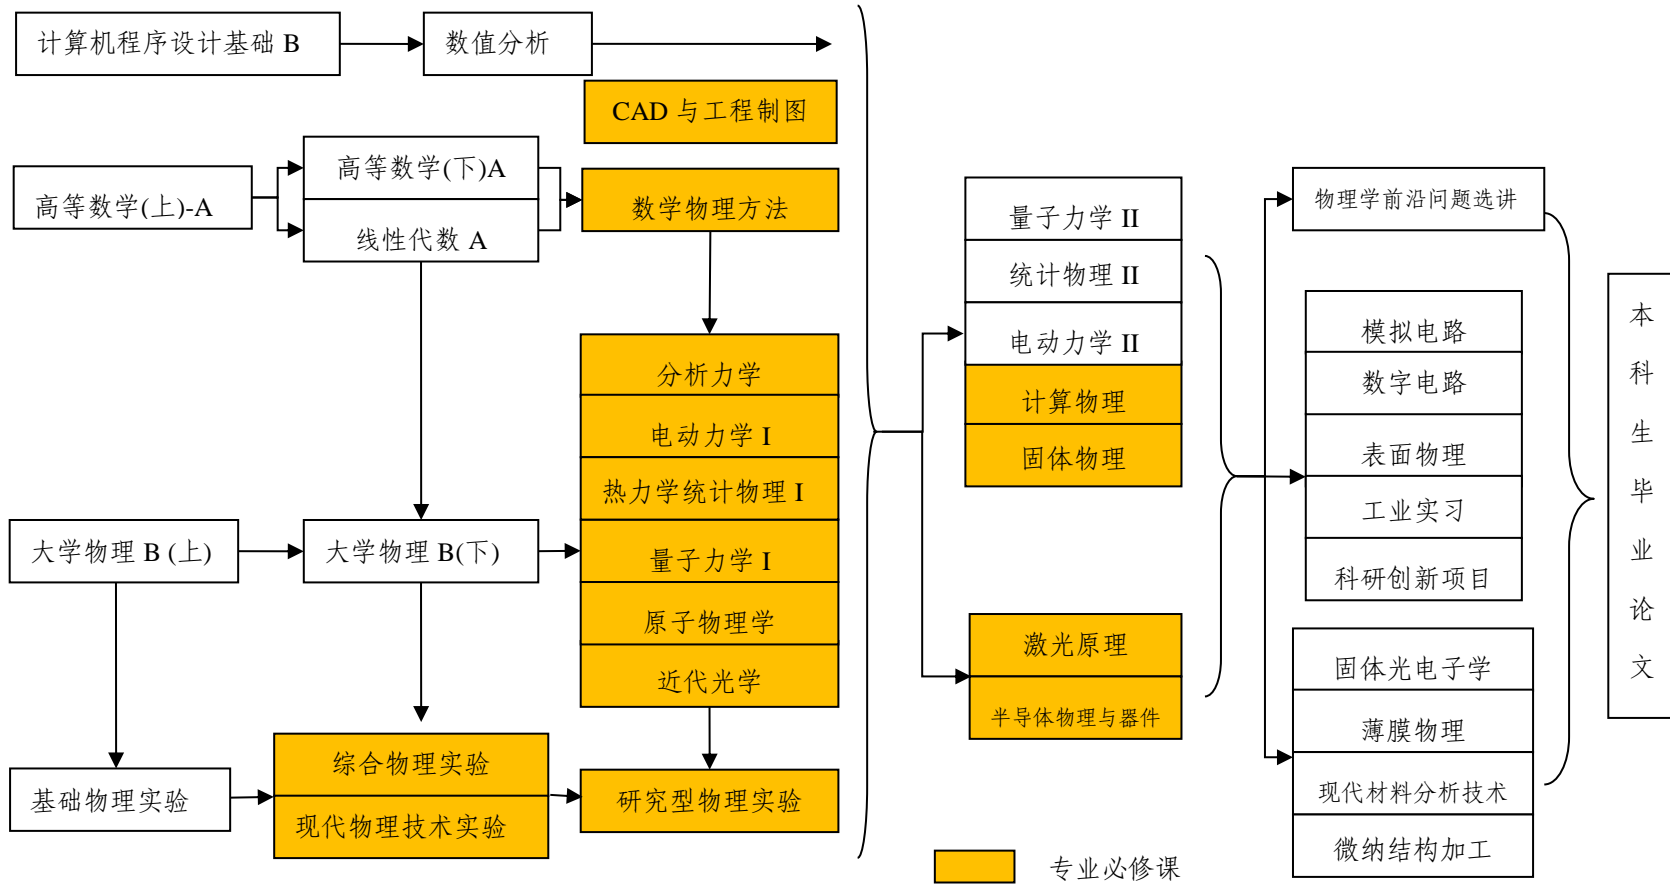 计算机程序设计基础 B
数值分析
CAD 与工程制图
高等数学(上)-A
高等数学(下)A
线性代数 A
数学物理方法
分析力学
电动力学 I
热力学统计物理 I
量子力学 I
原子物理学
近代光学
大学物理 B (上)
大学物理 B(下)
基础物理实验
综合物理实验
现代物理技术实验
研究型物理实验
量子力学 II
统计物理 II
电动力学 II
计算物理
固体物理
激光原理
半导体物理与器件
物理学前沿问题选讲
模拟电路
数字电路
表面物理
工业实习
科研创新项目
固体光电子学
薄膜物理
现代材料分析技术
微纳结构加工
本
科
生
毕
业
论
文
专业必修课